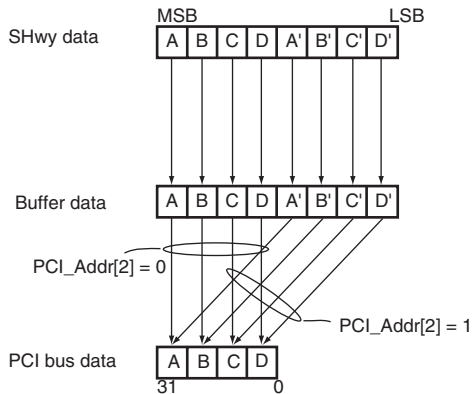 MSB LSB
SHwy data A B C D A' B' C' D'
Buffer data A B C D A' B' C' D'
PCI_Addr[2] = 0
PCI_Addr[2] = 1
PCI bus data A B C D
31 0